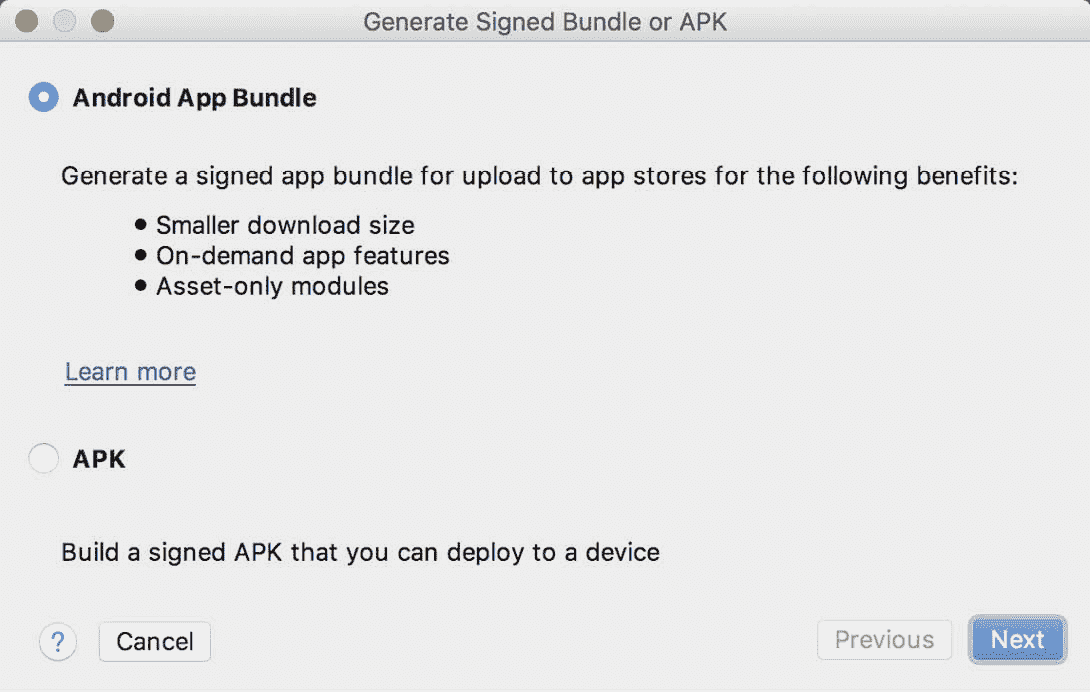 Generate Signed Bundle or APK
Android App Bundle
Generate a signed app bundle for upload to app stores for the following benefits:
• Smaller download size
• On-demand app features
• Asset-only modules
Learn more
APK
Build a signed APK that you can deploy to a device
? Cancel Previous Next